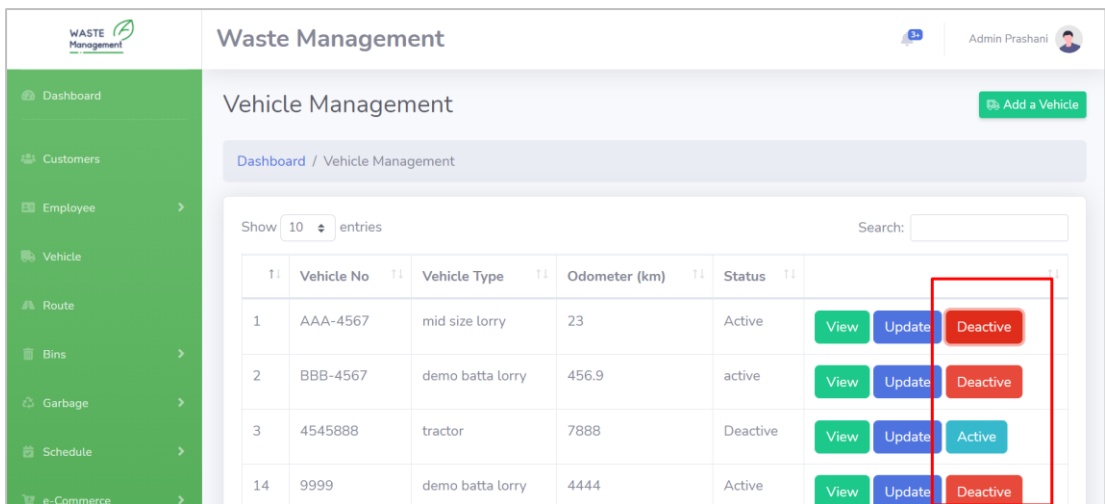 WASTE
Management
Waste Management
3+
Admin Prashani
Dashboard
Customers
Employee
Vehicle
Route
Bins
Garbage
Schedule
e-Commerce
Vehicle Management
Add a Vehicle
Dashboard / Vehicle Management
Show 10 entries
Search:
Vehicle No Vehicle Type Odometer (km) Status
1 AAA-4567 mid size lorry 23 Active View Update Deactive
2 BBB-4567 demo batta lorry 456.9 active View Update Deactive
3 4545888 tractor 7888 Deactive View Update Active
14 9999 demo batta lorry 4444 Active View Update Deactive